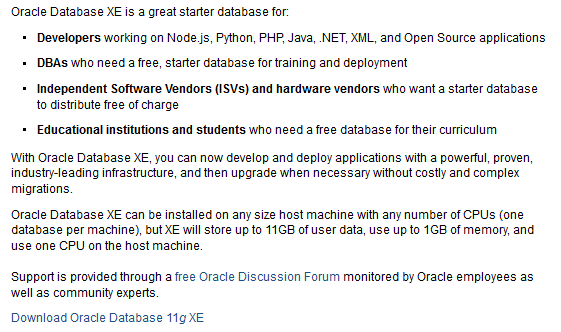 Oracle Database XE is a great starter database for:
▪ Developers working on Node.js, Python, PHP, Java, .NET, XML, and Open Source applications
▪ DBAs who need a free, starter database for training and deployment
▪ Independent Software Vendors (ISVs) and hardware vendors who want a starter database
to distribute free of charge
▪ Educational institutions and students who need a free database for their curriculum
With Oracle Database XE, you can now develop and deploy applications with a powerful, proven,
industry-leading infrastructure, and then upgrade when necessary without costly and complex
migrations.
Oracle Database XE can be installed on any size host machine with any number of CPUs (one
database per machine), but XE will store up to 11GB of user data, use up to 1GB of memory, and
use one CPU on the host machine.
Support is provided through a free Oracle Discussion Forum monitored by Oracle employees as
well as community experts.
Download Oracle Database 11g XE